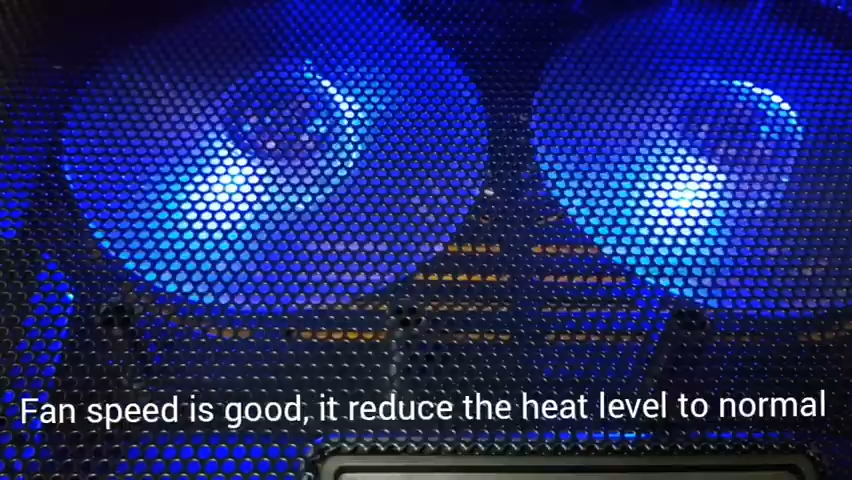 Fan speed is good, it reduce the heat level to normal